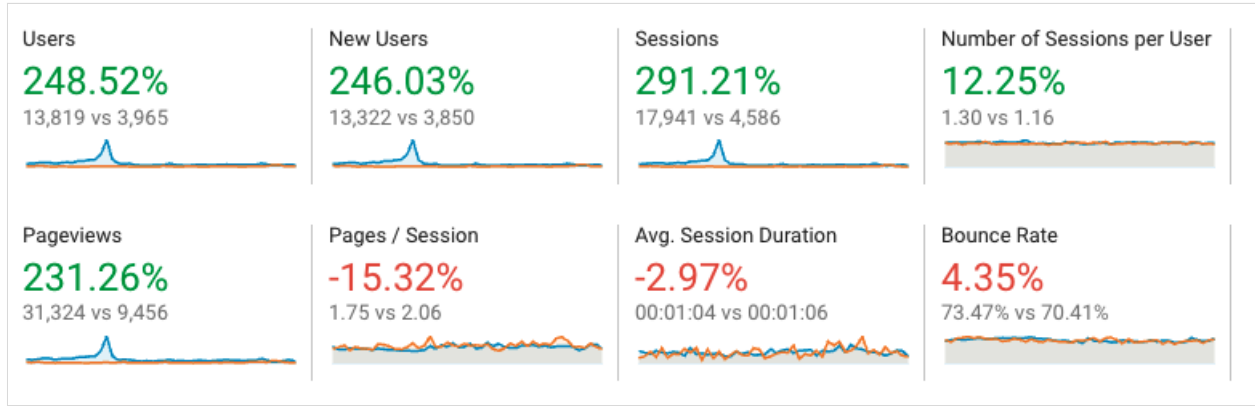 Users
248.52%
13,819 vs 3,965
New Users
246.03%
13,322 vs 3,850
Sessions
291.21%
17,941 vs 4,586
Number of Sessions per User
12.25%
1.30 vs 1.16
Pageviews
231.26%
31,324 vs 9,456
Pages / Session
-15.32%
1.75 vs 2.06
Avg. Session Duration
-2.97%
00:01:04 vs 00:01:06
Bounce Rate
4.35%
73.47% vs 70.41%